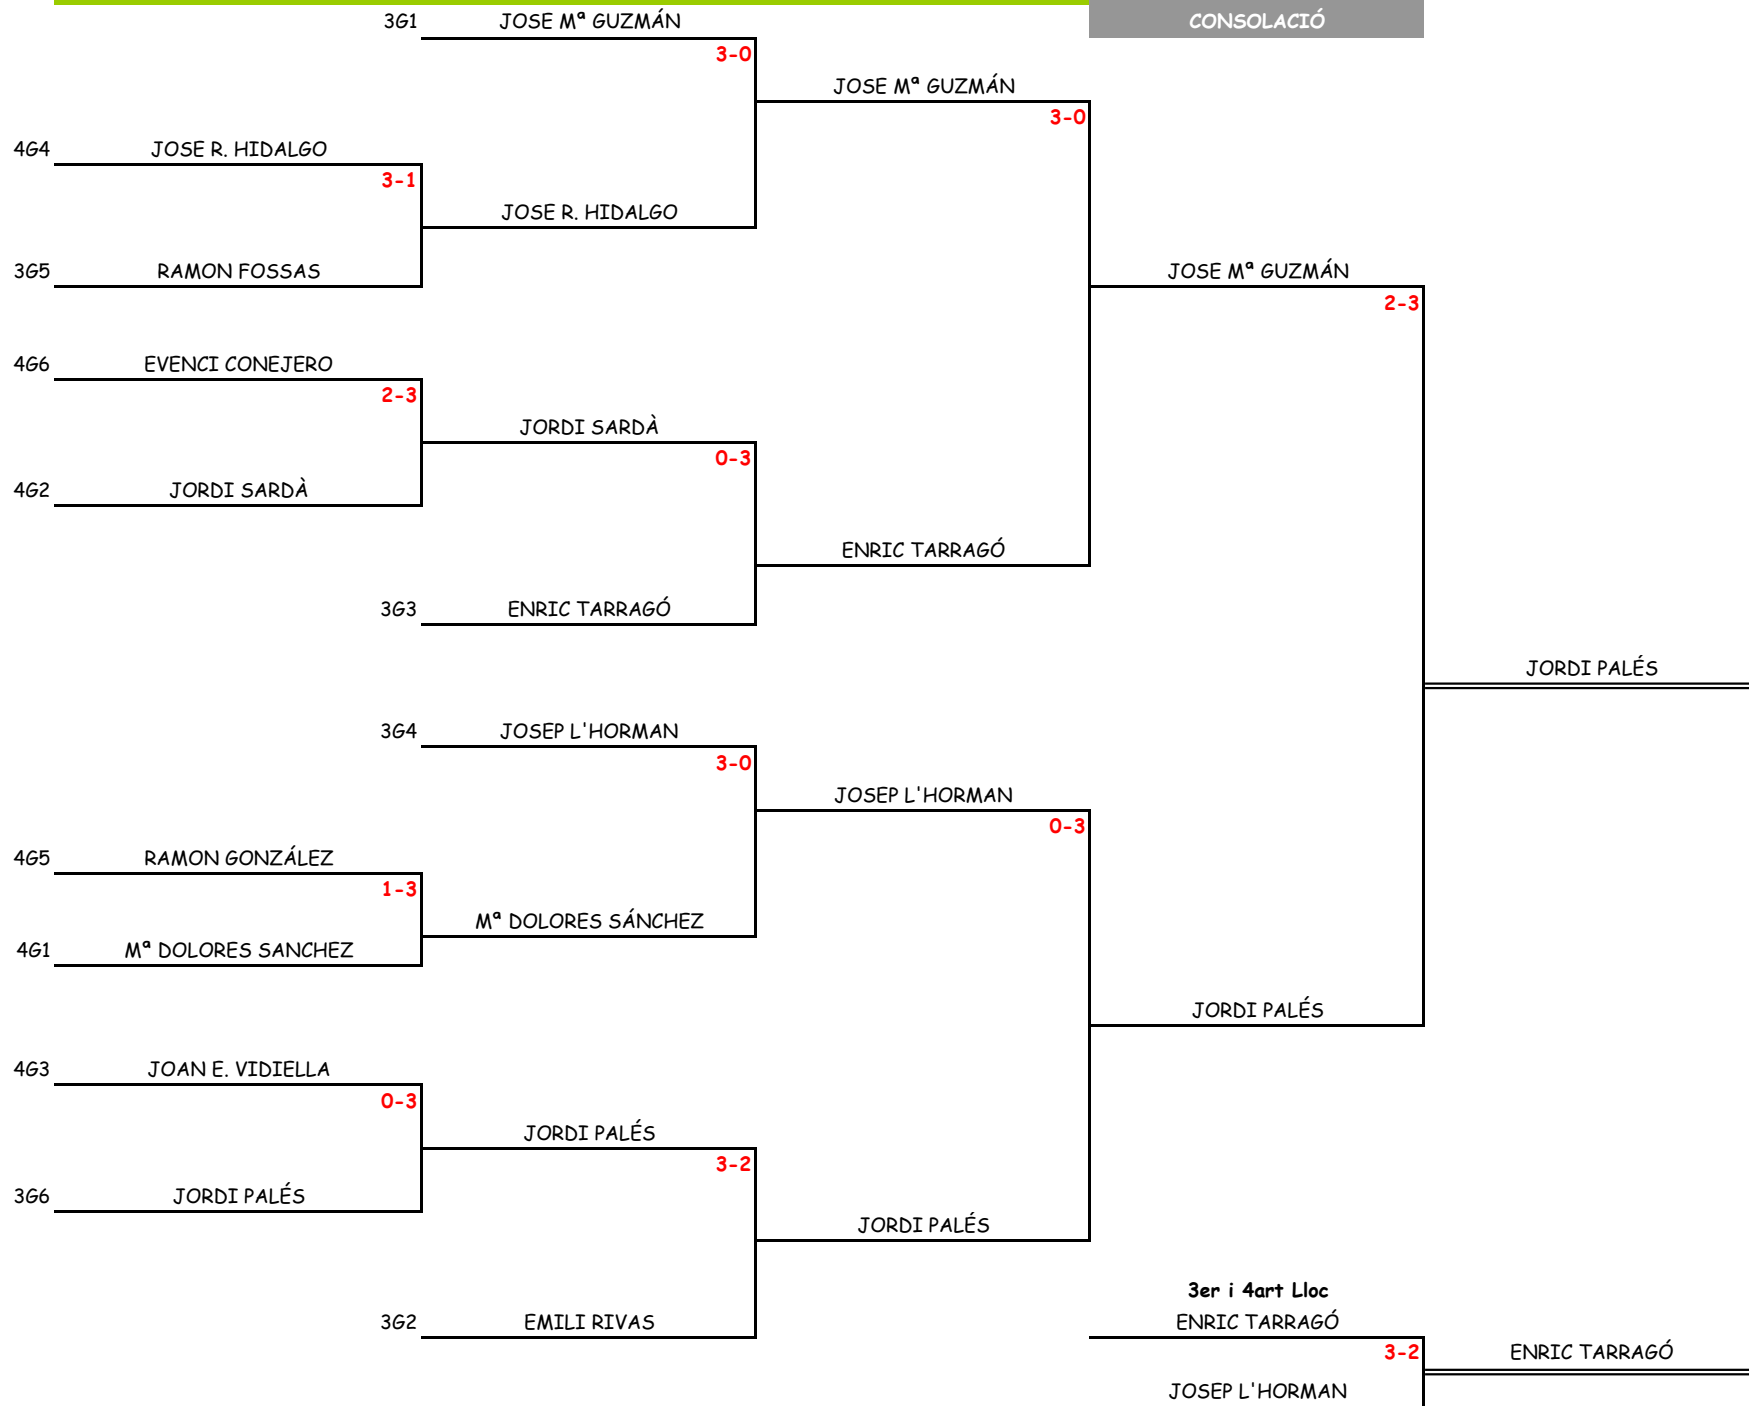 3G1 JOSE Mª GUZMÁN CONSOLACIÓ
3-0
JOSE Mª GUZMÁN
3-0
4G4 JOSE R. HIDALGO
3-1
JOSE R. HIDALGO
3G5 RAMON FOSSAS JOSE Mª GUZMÁN
2-3
4G6 EVENCI CONEJERO
2-3
JORDI SARDÀ
0-3
4G2 JORDI SARDÀ
ENRIC TARRAGÓ
3G3 ENRIC TARRAGÓ
JORDI PALÉS
3G4 JOSEP L'HORMAN
3-0
JOSEP L'HORMAN
0-3
4G5 RAMON GONZÁLEZ
1-3
Mª DOLORES SÁNCHEZ
4G1 Mª DOLORES SANCHEZ
JORDI PALÉS
4G3 JOAN E. VIDIELLA
0-3
JORDI PALÉS
3-2
3G6 JORDI PALÉS
JORDI PALÉS
3er i 4art Lloc
3G2 EMILI RIVAS ENRIC TARRAGÓ
3-2 ENRIC TARRAGÓ
JOSEP L'HORMAN